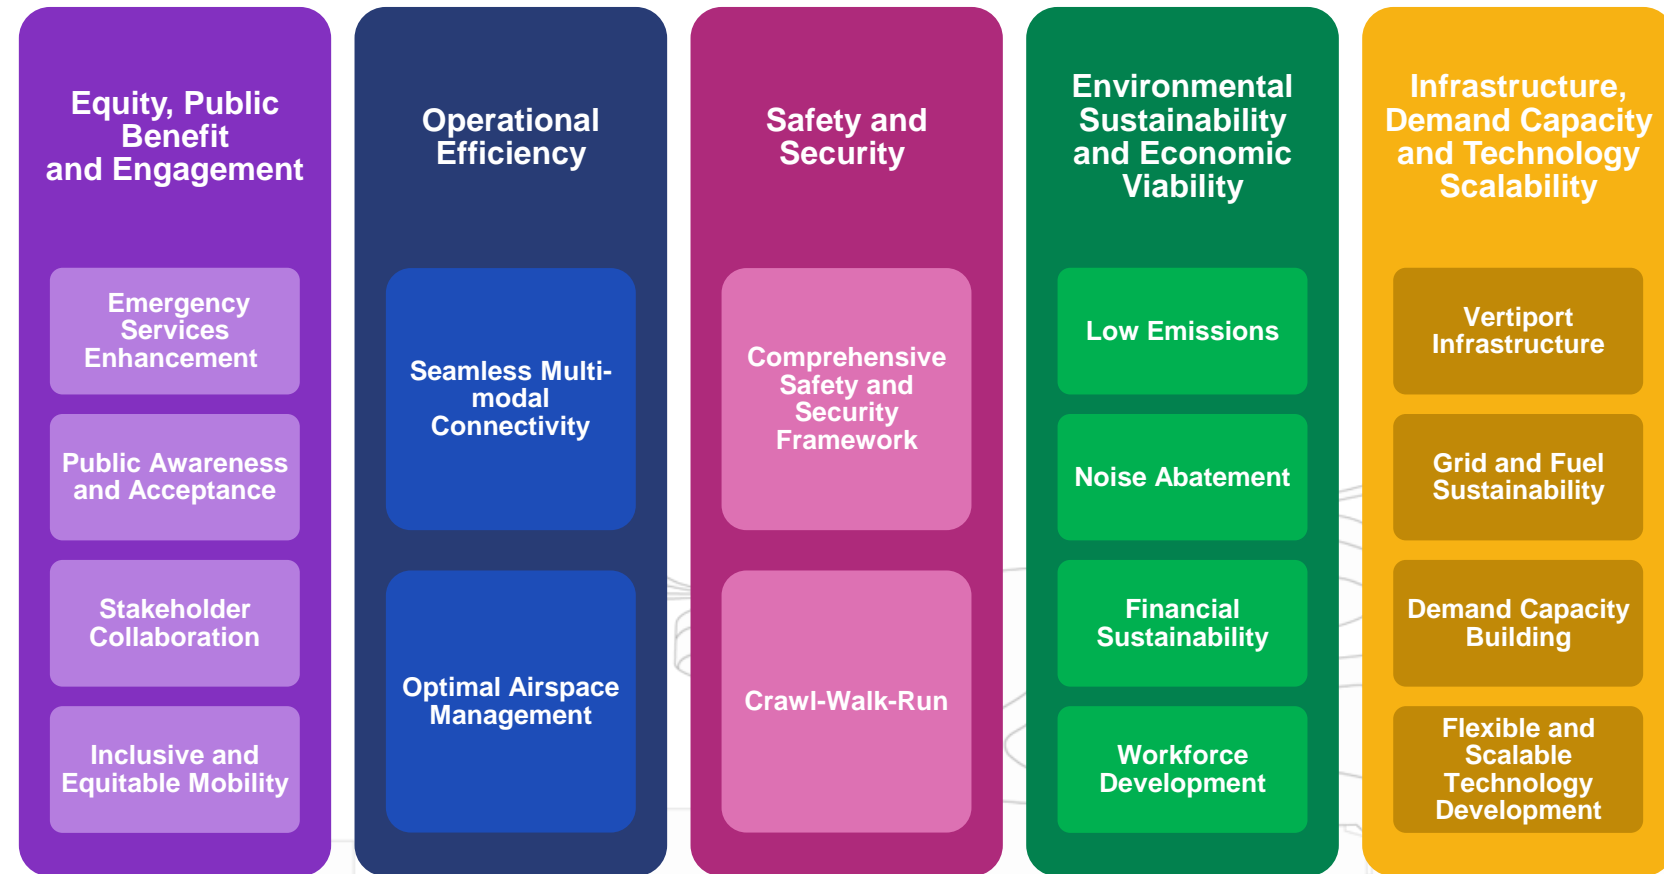 Equity, Public
Benefit
and Engagement
Emergency
Services
Enhancement
Public Awareness
and Acceptance
Stakeholder
Collaboration
Inclusive and
Equitable Mobility
Operational
Efficiency
Seamless Multi-
modal
Connectivity
Optimal Airspace
Management
Safety and
Security
Comprehensive
Safety and
Security
Framework
Crawl-Walk-Run
Environmental
Sustainability
and Economic
Viability
Low Emissions
Noise Abatement
Financial
Sustainability
Workforce
Development
Infrastructure,
Demand Capacity
and Technology
Scalability
Vertiport
Infrastructure
Grid and Fuel
Sustainability
Demand Capacity
Building
Flexible and
Scalable
Technology
Development